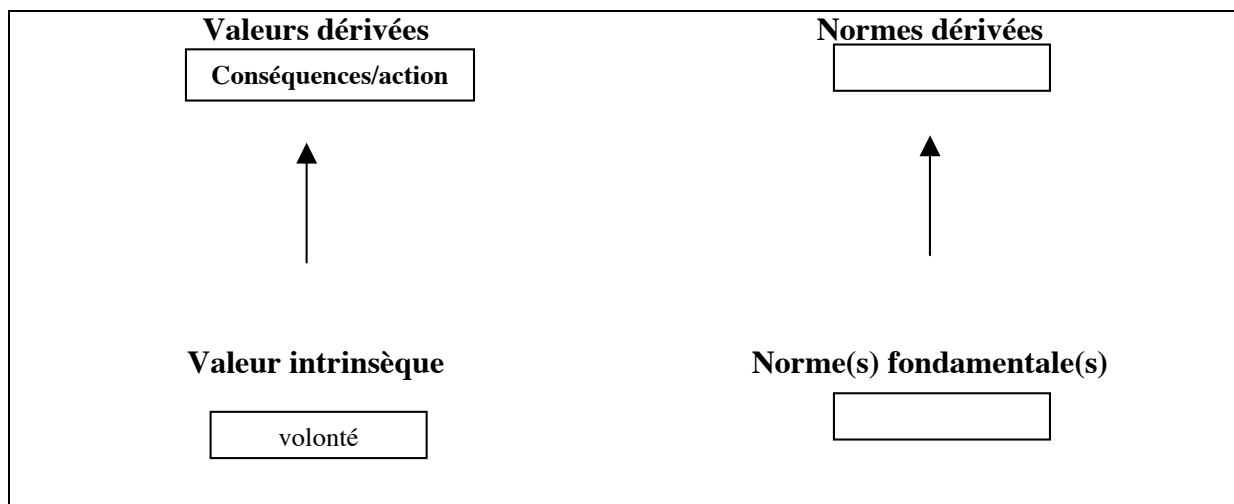 Valeurs dérivées
Conséquences/action
Normes dérivées
Valeur intrinsèque
volonté
Norme(s) fondamentale(s)